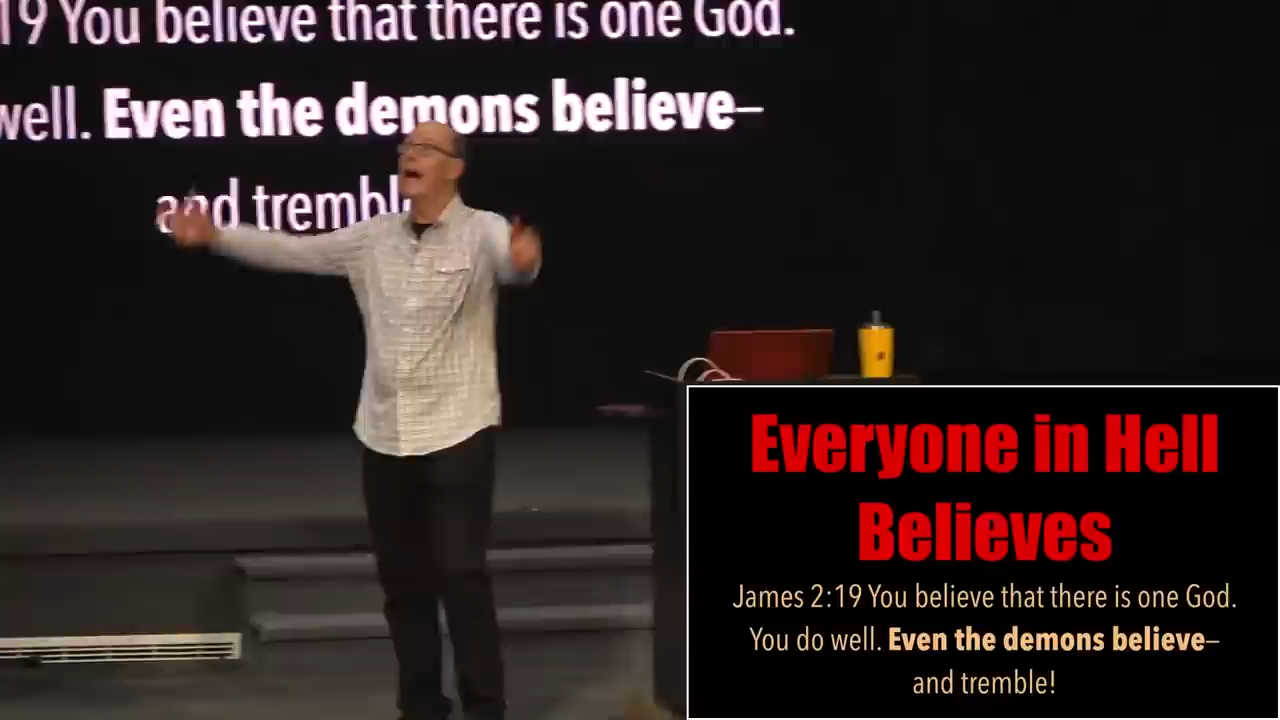 19 You believe that there is one God.
well. Even the demons believe–
and tremble
Everyone in Hell
Believes
James 2:19 You believe that there is one God.
You do well. Even the demons believe–
and tremble!